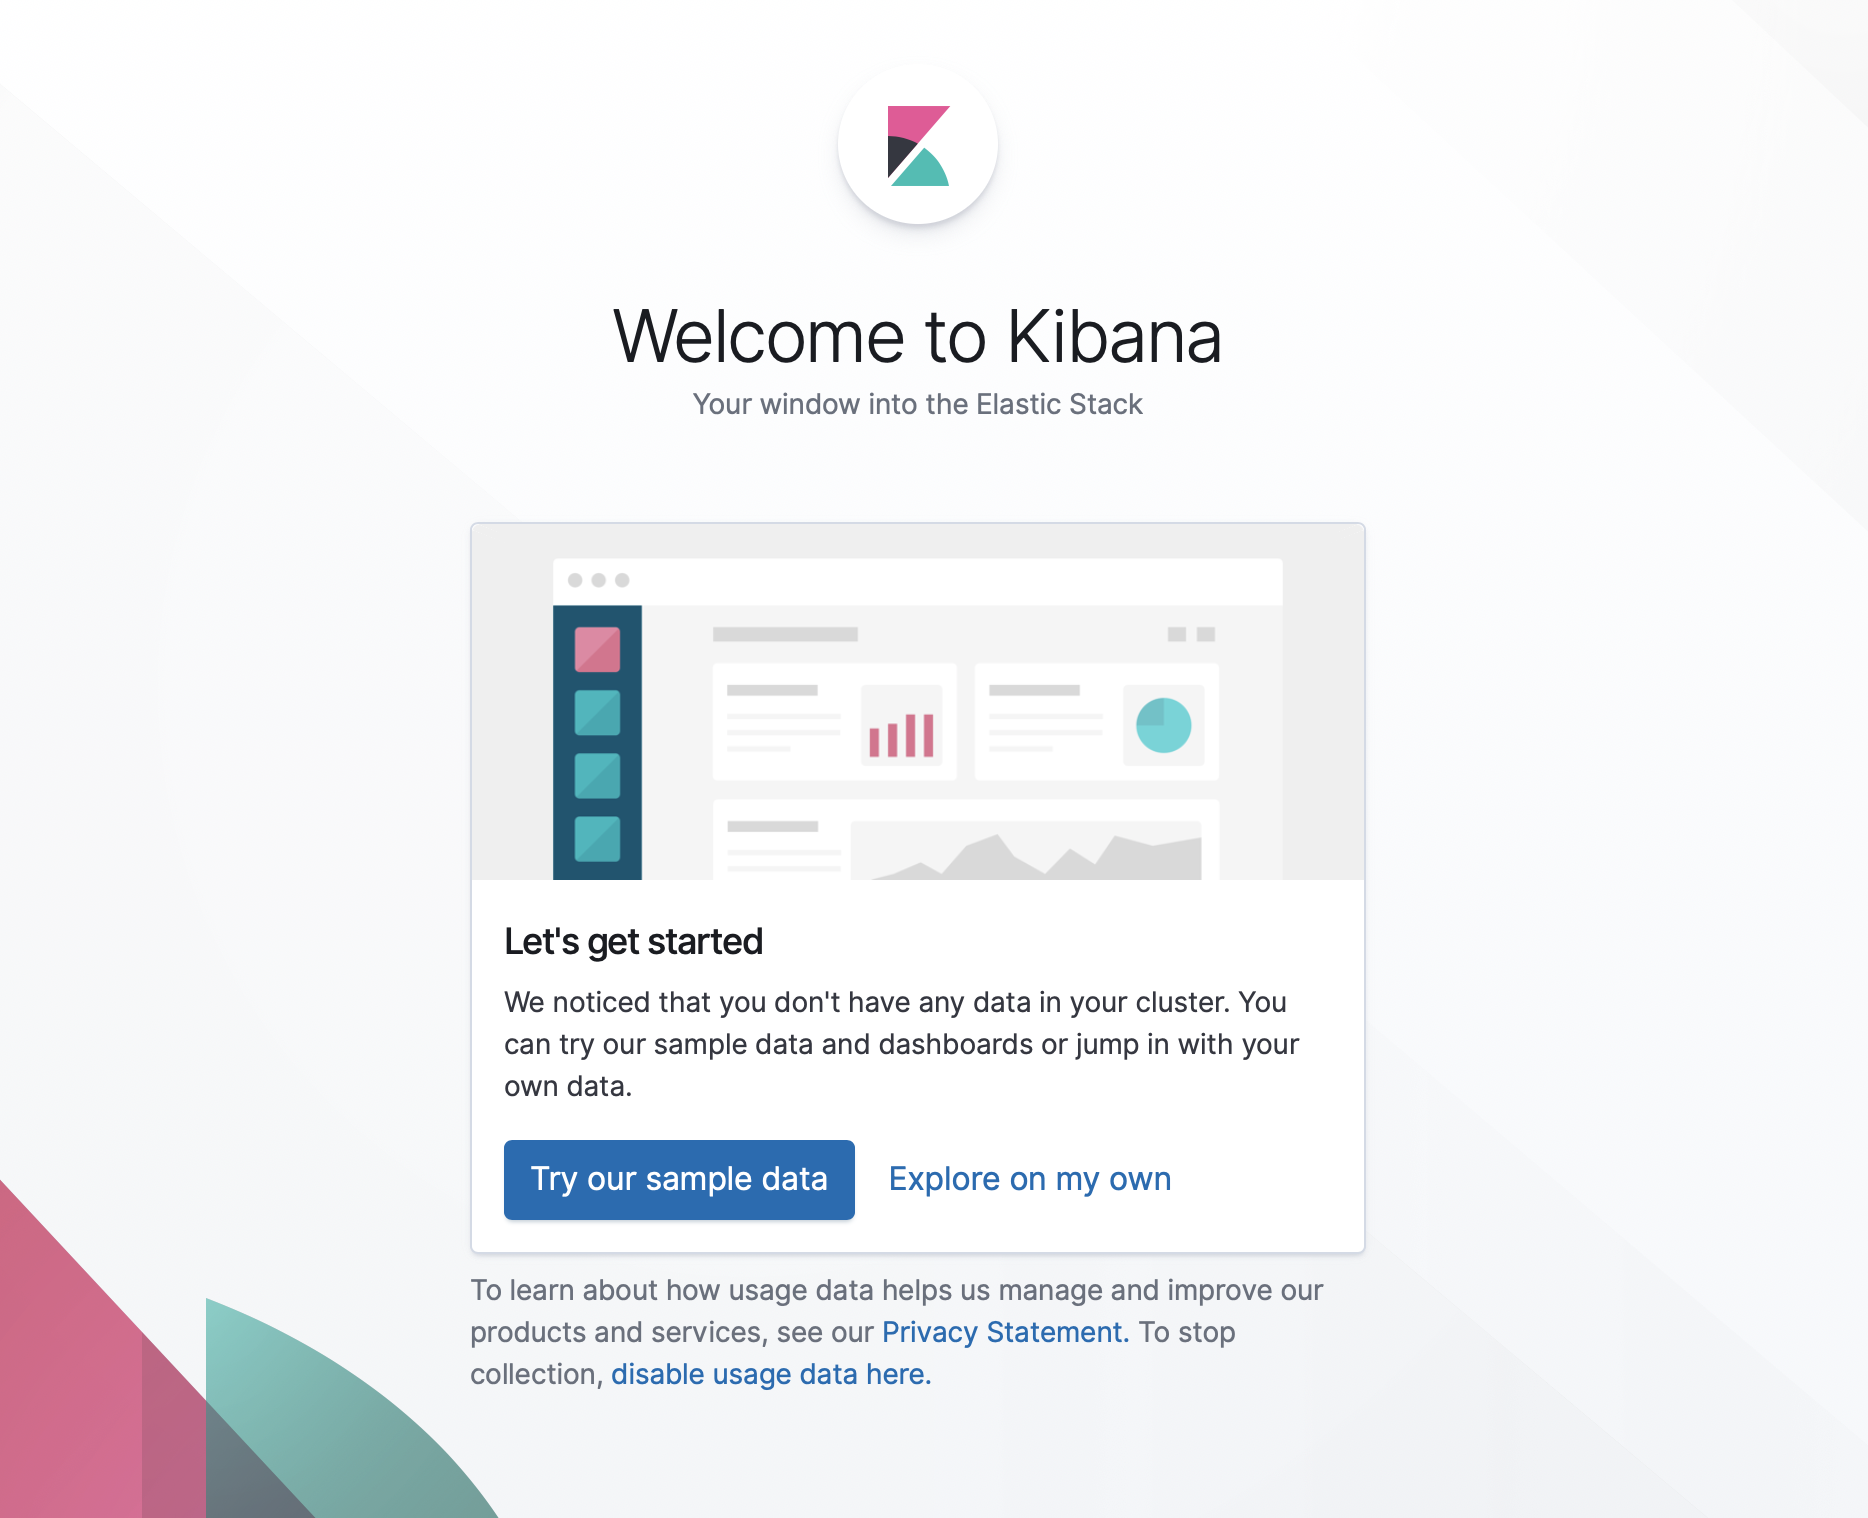 Welcome to Kibana
Your window into the Elastic Stack
Let's get started
We noticed that you don't have any data in your cluster. You
can try our sample data and dashboards or jump in with your
own data.
Try our sample data
Explore on my own
To learn about how usage data helps us manage and improve our
products and services, see our Privacy Statement. To stop
collection, disable usage data here.